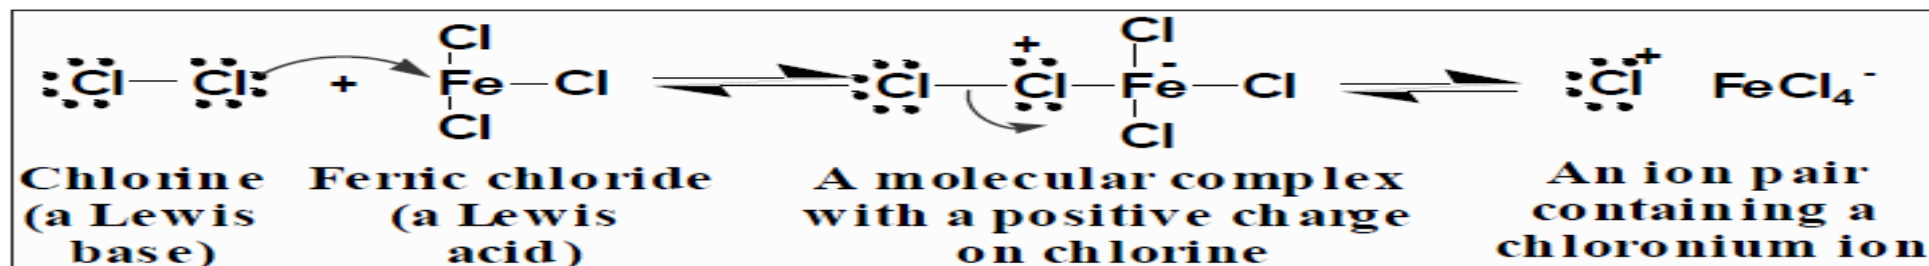 Cl Cl +
Cl
Fe Cl
Cl
Cl Cl + Fe - Cl
Cl
Cl
Cl + FeCl4 -
Chlorine
(a Lewis
base)
Ferric chloride
(a Lewis
acid)
A molecular complex
with a positive charge
on chlorine
An ion pair
containing a
chloronium ion